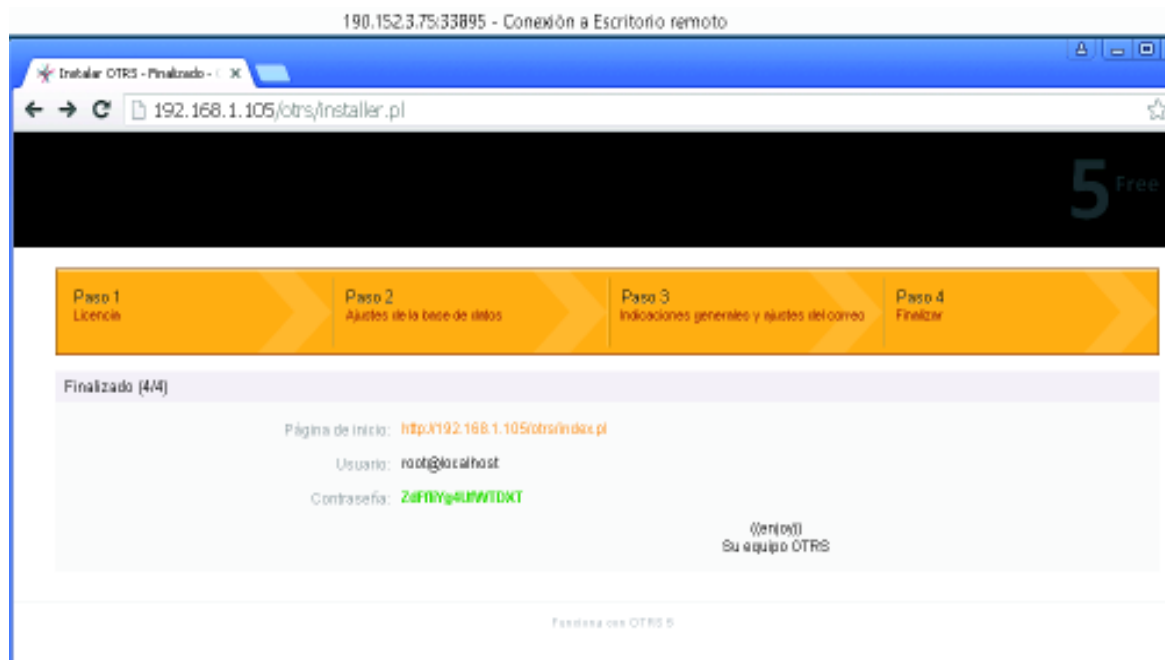 190.152.3.75:33895 - Conexión a Escritorio remoto
Instalar OTRS - Finalizado -
192.168.1.105/otrs/installer.pl
5 Free
Paso 1
Licencia
Paso 2
Ajustes de la base de datos
Paso 3
Indicaciones generales y ajustes del correo
Paso 4
Finalizar
Finalizado (4/4)
Página de inicio: http://192.168.1.105/otrs/index.pl
Usuario: root@localhost
Contraseña:
((enjoy))
Su equipo OTRS
Funciona con OTRS 5